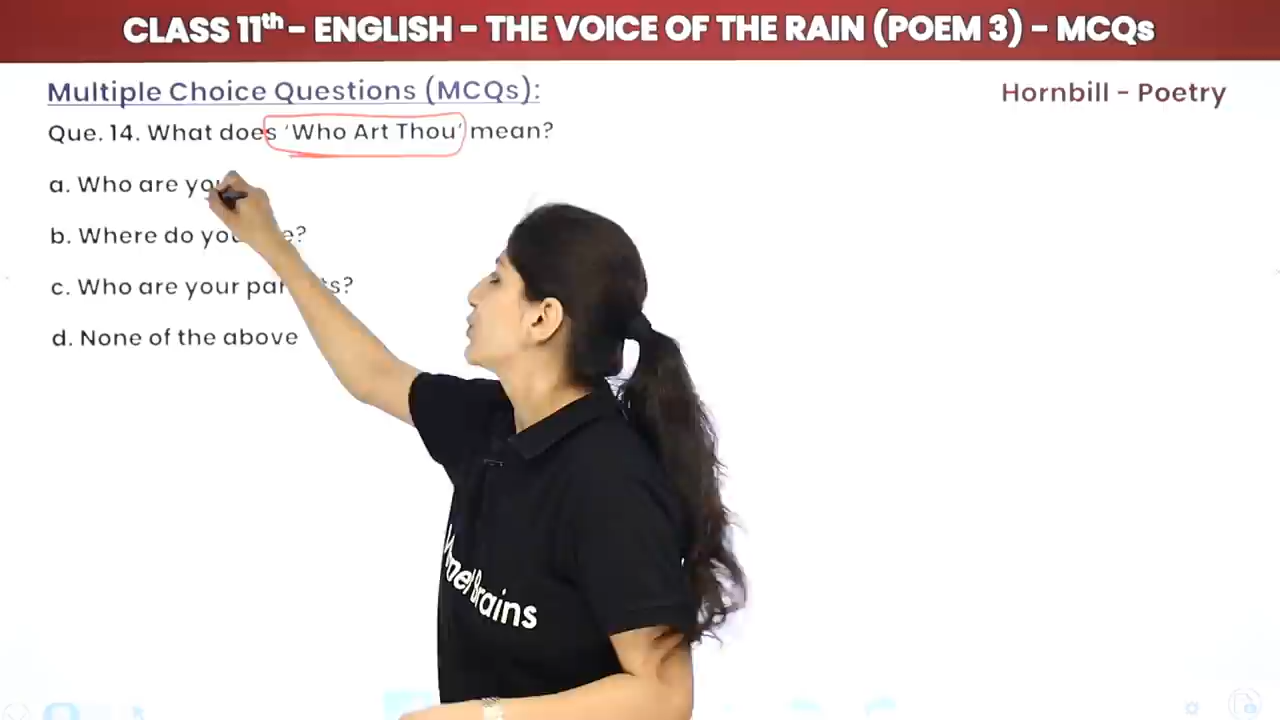 CLASS 11th - ENGLISH - THE VOICE OF THE RAIN (POEM 3) - MCQs
Multiple Choice Questions (MCQs):
Hornbill - Poetry
Que. 14. What does 'Who Art Thou' mean?
a. Who are
b. Where do
c. Who are your
d. None of the above
Brains